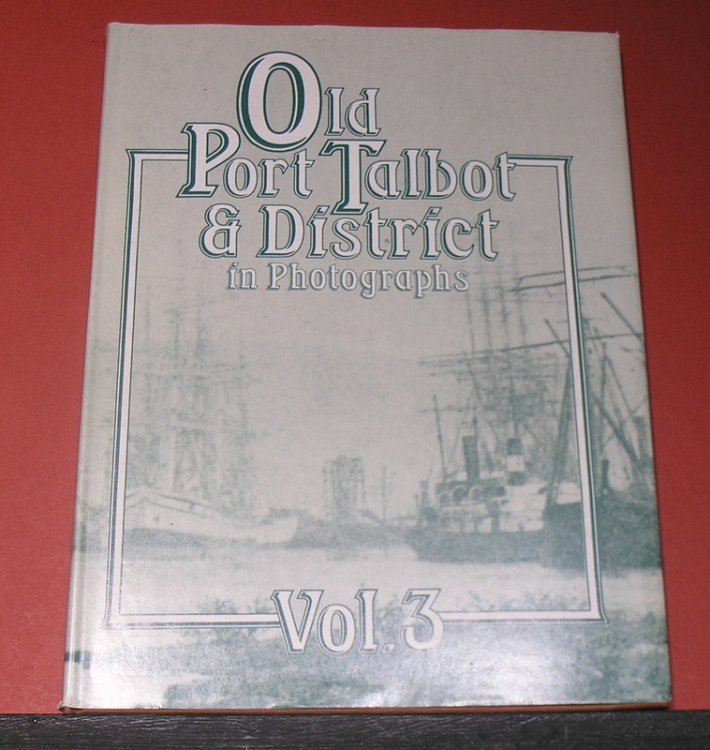 Old
Port Talbot
& District
in Photographs
Vol. 3